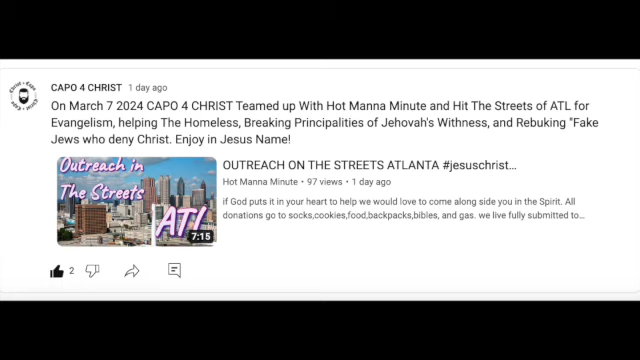 CAPO 4 CHRIST 1 day ago
On March 7 2024 CAPO 4 CHRIST Teamed up With Hot Manna Minute and Hit The Streets of ATL for
Evangelism, helping The Homeless, Breaking Principalities of Jehovah's Withness, and Rebuking "Fake
Jews who deny Christ. Enjoy in Jesus Name!
Outreach in
The Streets
ATL
7:15
OUTREACH ON THE STREETS ATLANTA #jesuschrist...
Hot Manna Minute • 97 views • 1 day ago
if God puts it in your heart to help we would love to come along side you in the Spirit. All
donations go to socks,cookies,food,backpacks,bibles, and gas. we live fully submitted to...
2